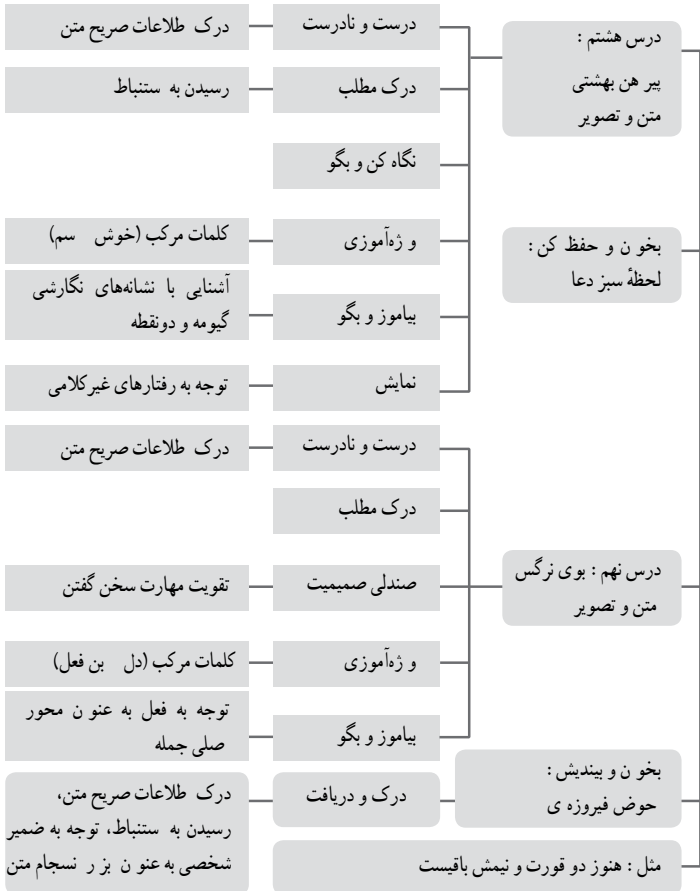 درس هشتم :
پیر هن بهشتی
متن و تصویر
درست و نادرست
درک طلاعات صریح متن
درک مطلب
رسیدن به ستنباط
نگاه کن و بگو
و ژه‌آموزی
کلمات مرکب (خوش سم)
بیاموز و بگو
آشنایی با نشانه‌های نگارشی
گیومه و دونقطه
نمایش
توجه به رفتارهای غیرکلامی
بخو ن و حفظ کن :
لحظهٔ سبز دعا
درس نهم : بوی نرگس
متن و تصویر
درست و نادرست
درک طلاعات صریح متن
درک مطلب
صندلی صمیمیت
تقویت مهارت سخن گفتن
و ژه‌آموزی
کلمات مرکب (دل بن فعل)
بیاموز و بگو
توجه به فعل به عنو ن محور
صلی جمله
بخو ن و بیندیش :
حوض فیروزه ی
درک و دریافت
درک طلاعات صریح متن،
رسیدن به ستنباط، توجه به ضمیر
شخصی به عنو ن بز ر نسجام متن
مثل : هنوز دو قورت و نیمش باقیست